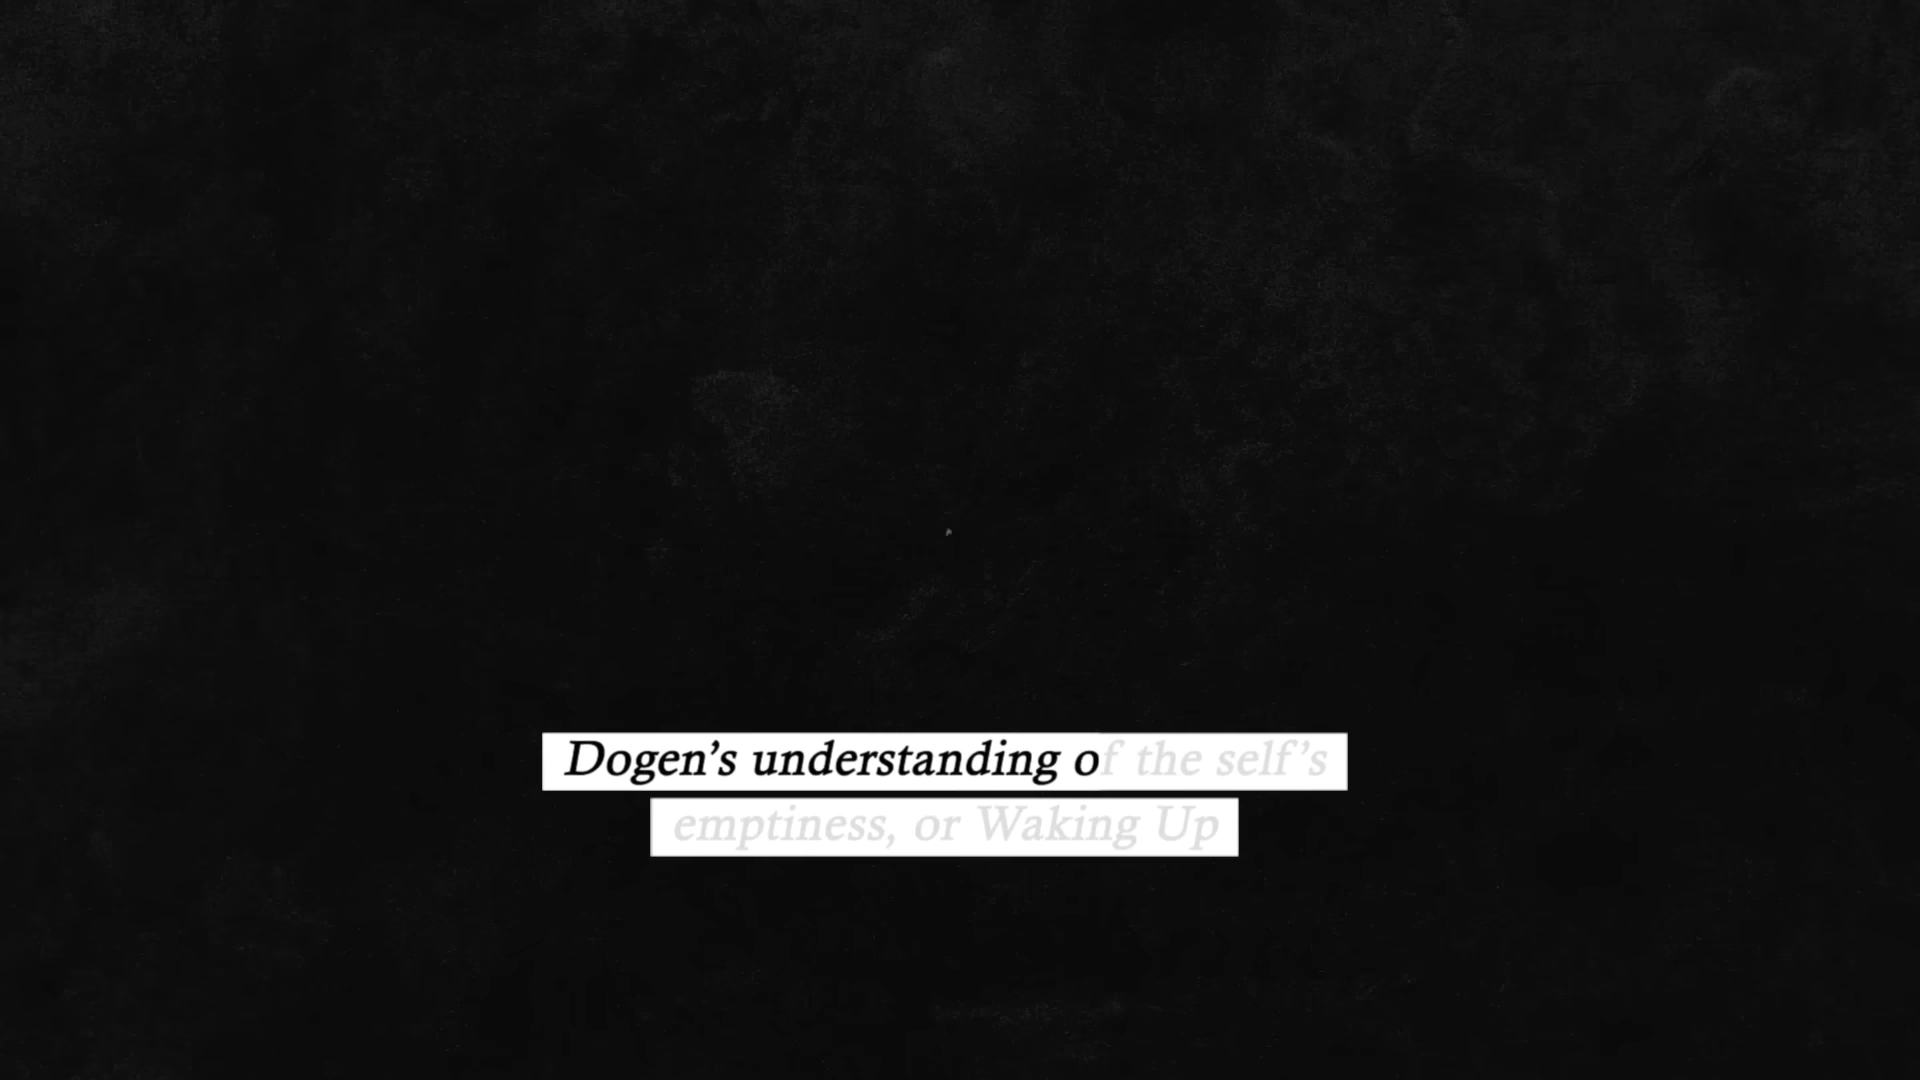 Dogen’s understanding of the self’s
emptiness, or Waking Up